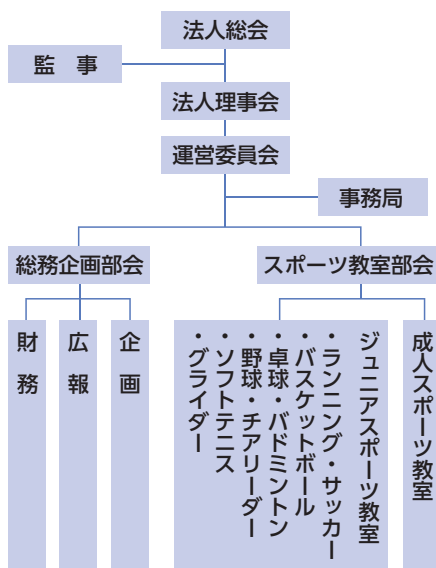 法人総会
監　事
法人理事会
運営委員会
事務局
総務企画部会
スポーツ教室部会
財　務
広　報
企　画
ジュニアスポーツ教室
・ランニング・サッカー
・バスケットボール
・卓球・バドミントン
・野球・チアリーダー
・ソフトテニス
・グライダー
成人スポーツ教室